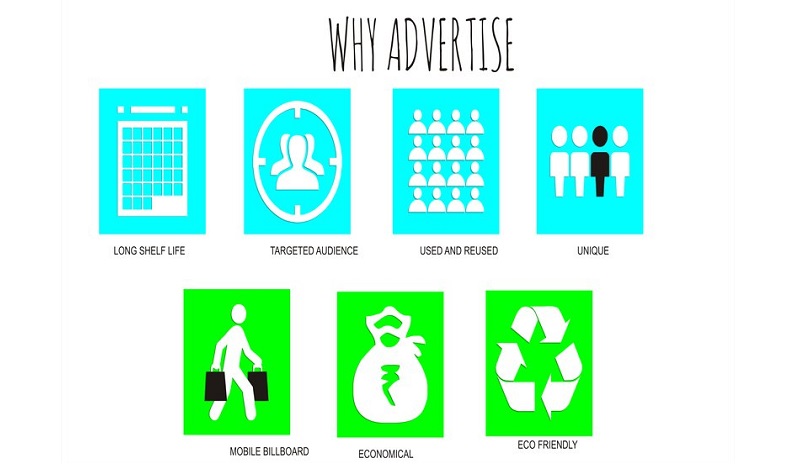 WHY ADVERTISE
LONG SHELF LIFE
TARGETED AUDIENCE
USED AND REUSED
UNIQUE
MOBILE BILLBOARD
ECONOMICAL
ECO FRIENDLY